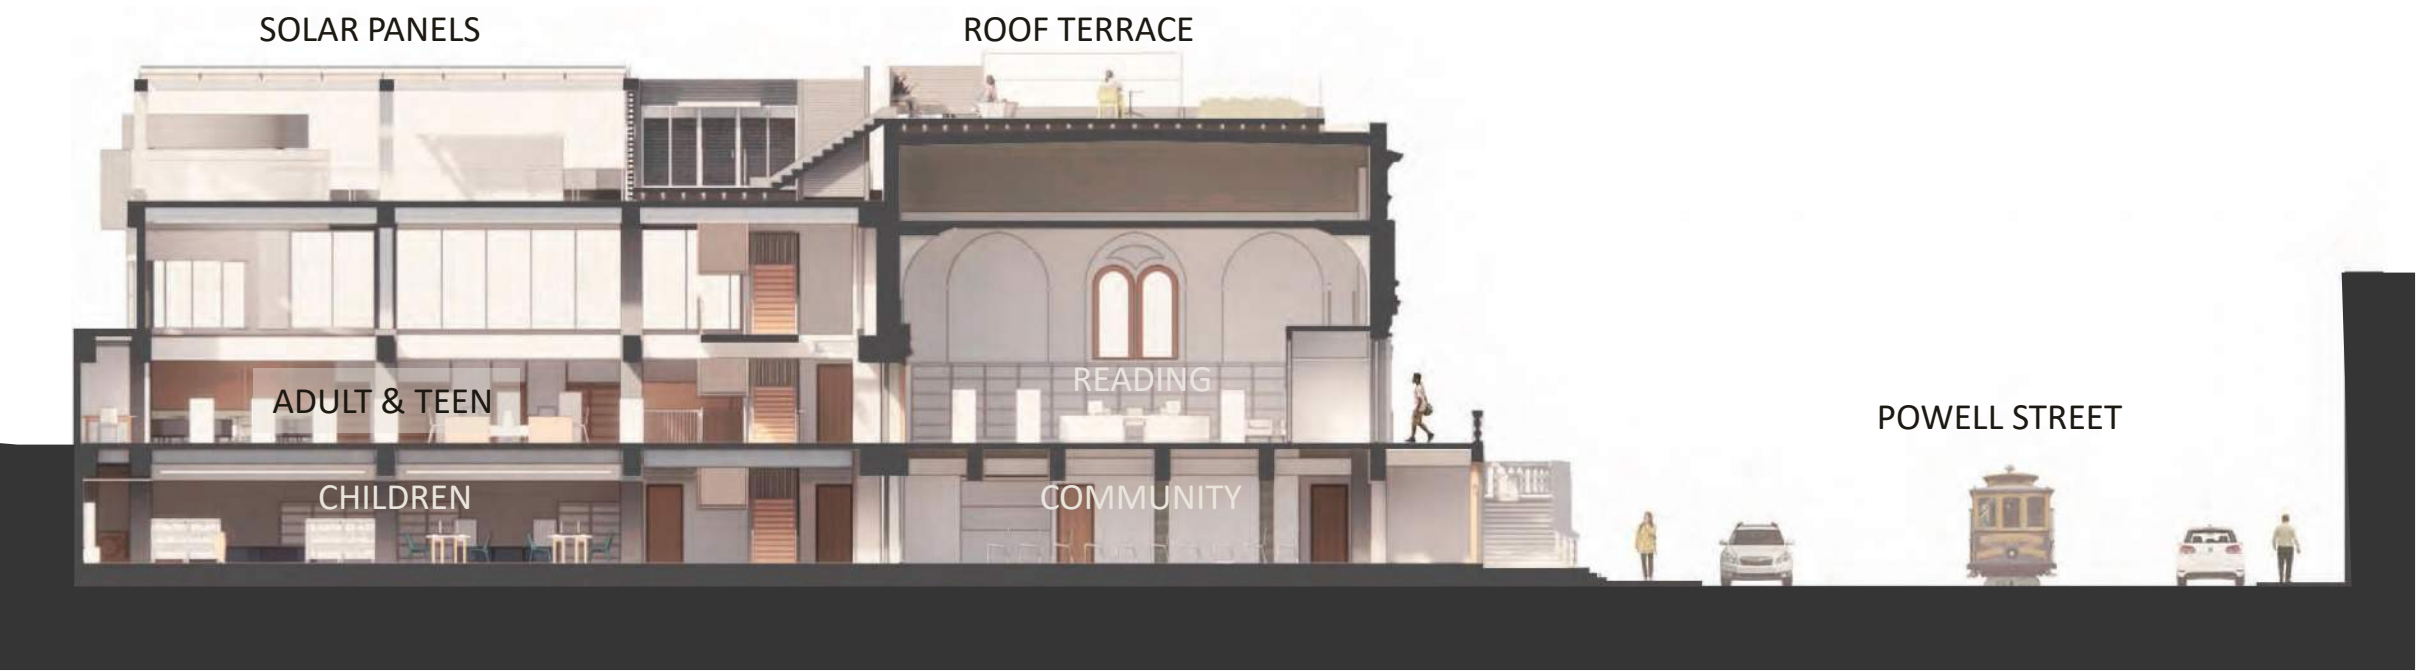 SOLAR PANELS
ROOF TERRACE
READING
ADULT & TEEN
POWELL STREET
CHILDREN
COMMUNITY